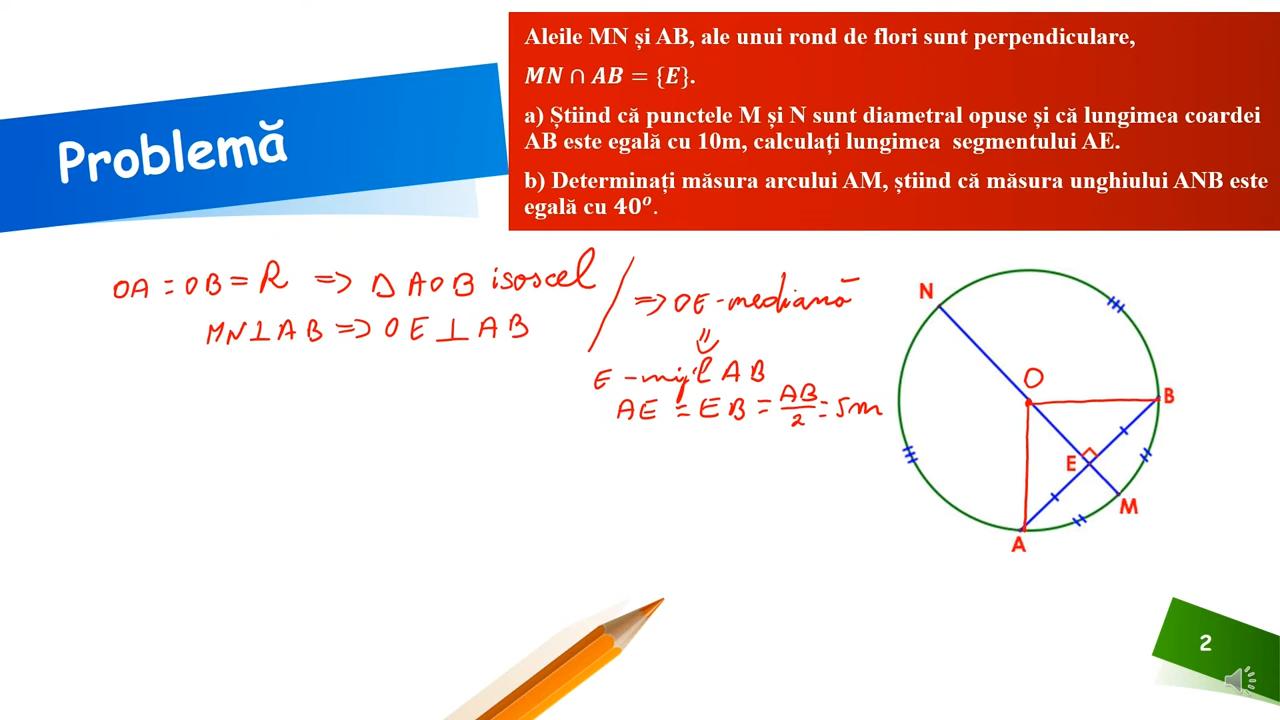 Problemă
Aleile MN și AB, ale unui rond de flori sunt perpendiculare,
MN ∩ AB = {E}.
a) Știind că punctele M și N sunt diametral opuse și că lungimea coardei
AB este egală cu 10m, calculați lungimea segmentului AE.
b) Determinați măsura arcului AM, știind că măsura unghiului ANB este
egală cu 40°.
OA = OB = R => Δ AOB isoscel
MN ⊥ AB => OE ⊥ AB
=> OE - mediană
⇓
E - mijl AB
AE = EB = AB/2 = 5m
N
O
B
E
M
A
2